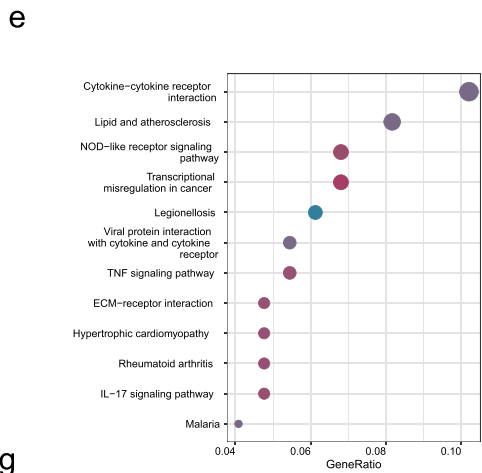 e
Cytokine−cytokine receptor
interaction
Lipid and atherosclerosis
NOD−like receptor signaling
pathway
Transcriptional
misregulation in cancer
Legionellosis
Viral protein interaction
with cytokine and cytokine
receptor
TNF signaling pathway
ECM−receptor interaction
Hypertrophic cardiomyopathy
Rheumatoid arthritis
IL−17 signaling pathway
Malaria
0.04 0.06 0.08 0.10
GeneRatio
g